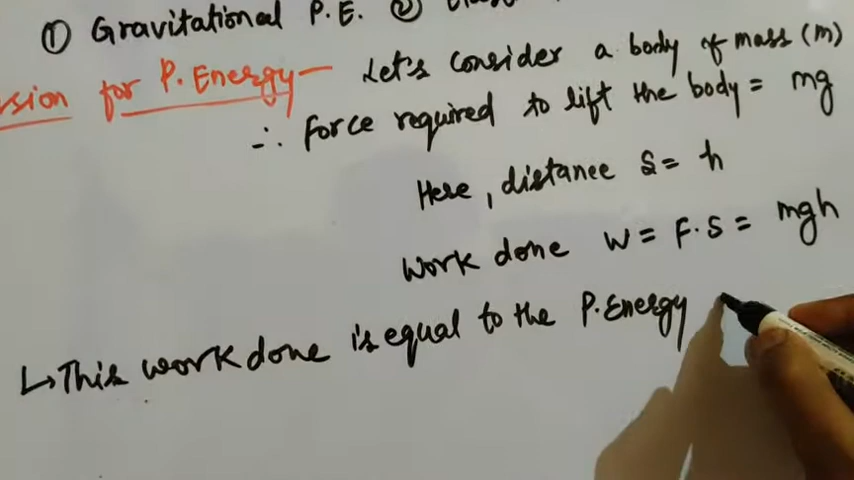 ① Gravitational P.E. ②
for P.Energy— Let's consider a body of mass (m)
∴ Force required to lift the body = mg
Here, distance S = h
Work done W = F.S = mgh
↳ This work done is equal to the P.Energy